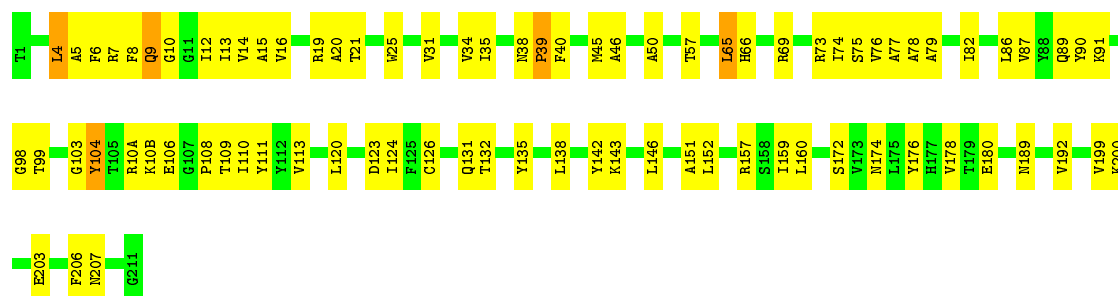 T1 L4 A5 F6 R7 F8 Q9 G10 G11 I12 I13 V14 A15 V16 R19 A20 T21 W25 V31 V34 I35 N38 P39 F40 M45 A46 A50 T57 L65 H66 R69 R73 I74 S75 V76 A77 A78 A79 I82 L86 V87 Y88 Q89 Y90 K91
G98 T99 G103 Y104 T105 R10A K10B E106 G107 P108 T109 I110 Y111 Y112 V113 L120 D123 I124 F125 C126 Q131 T132 Y135 L138 Y142 K143 L146 A151 L152 R157 S158 I159 L160 S172 V173 N174 L175 Y176 H177 V178 T179 E180 N189 V192 V199
E203 F206 N207 G211